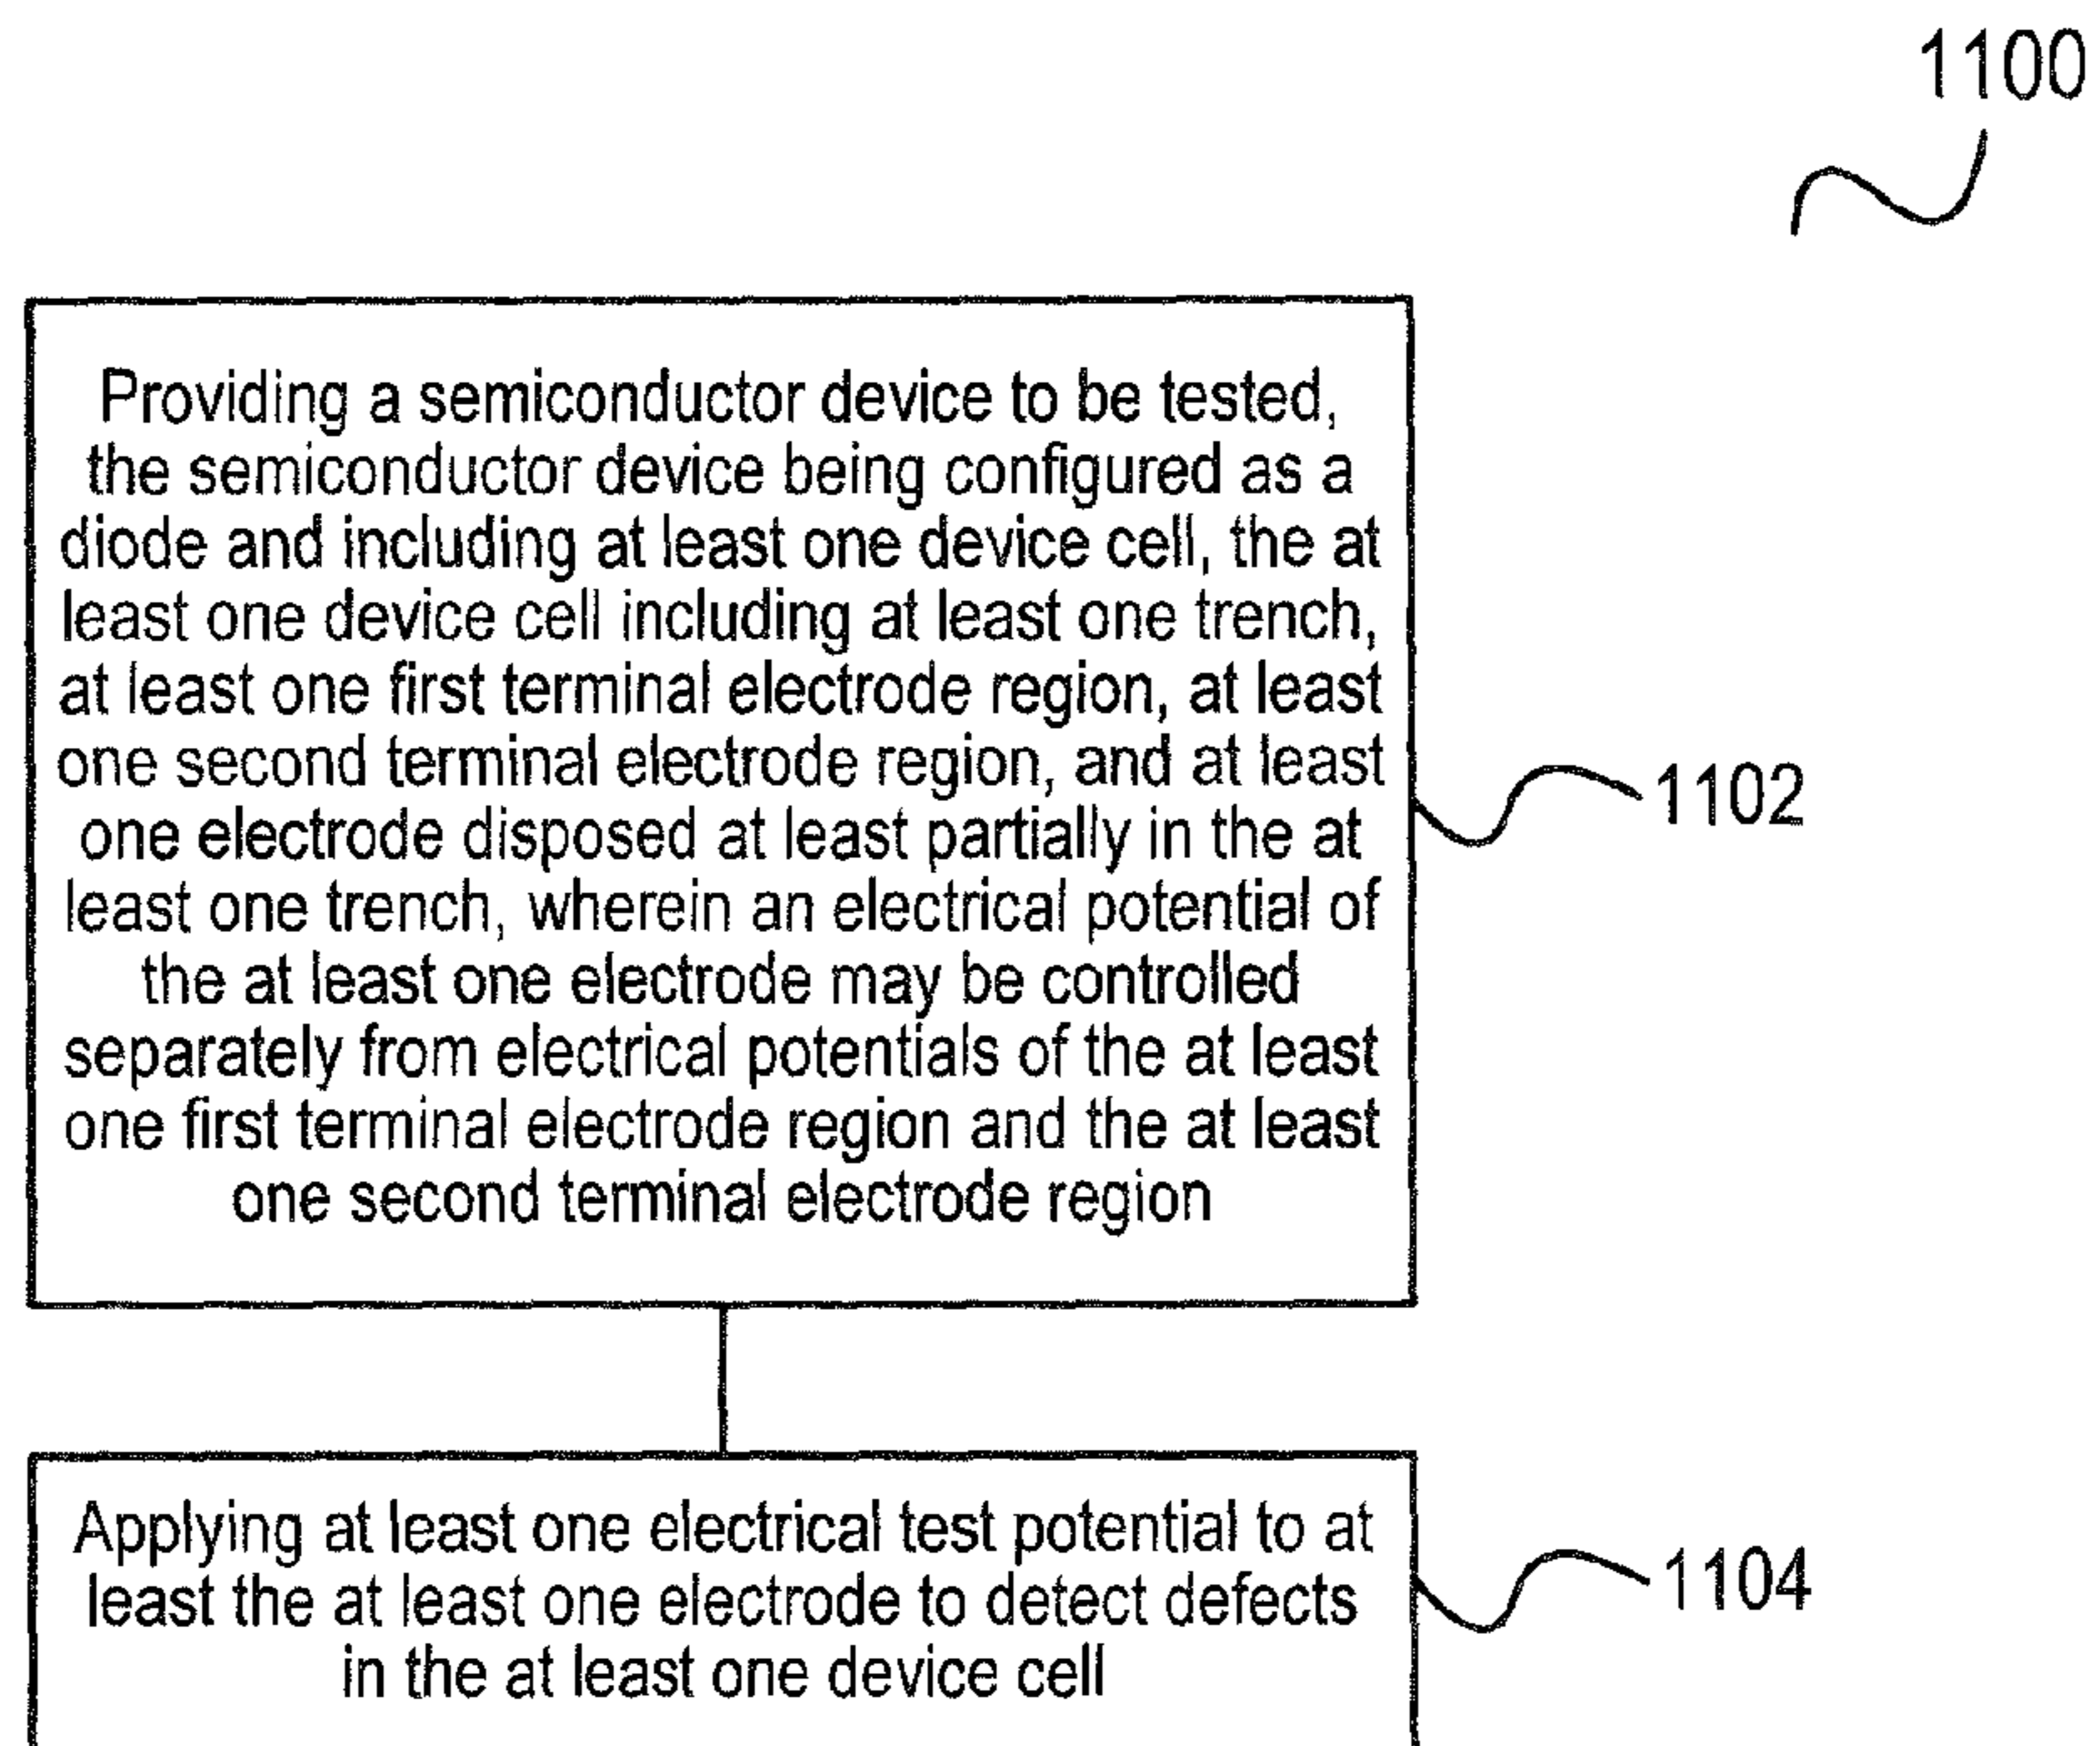 1100
Providing a semiconductor device to be tested,
the semiconductor device being configured as a
diode and including at least one device cell, the at
least one device cell including at least one trench,
at least one first terminal electrode region, at least
one second terminal electrode region, and at least
one electrode disposed at least partially in the at
least one trench, wherein an electrical potential of
the at least one electrode may be controlled
separately from electrical potentials of the at least
one first terminal electrode region and the at least
one second terminal electrode region
1102
Applying at least one electrical test potential to at
least the at least one electrode to detect defects
in the at least one device cell
1104